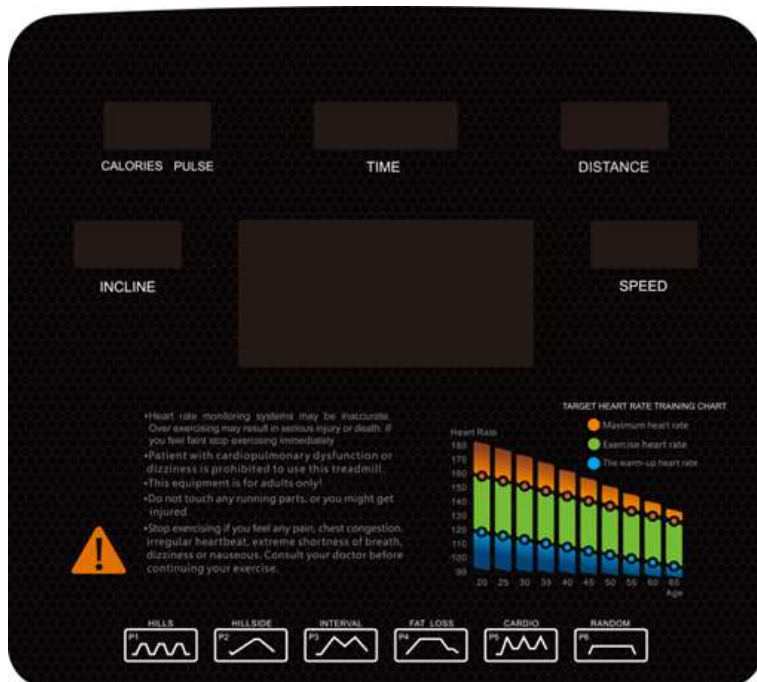 CALORIES PULSE
TIME
DISTANCE
INCLINE
SPEED
•Heart rate monitoring systems may be inaccurate.
Over exercising may result in serious injury or death. If
you feel faint stop exercising immediately
•Patient with cardiopulmonary dysfunction or
dizziness is prohibited to use this treadmill.
•This equipment is for adults only!
•Do not touch any running parts, or you might get
injured.
•Stop exercising if you feel any pain, chest congestion,
irregular heartbeat, extreme shortness of breath,
dizziness or nauseous. Consult your doctor before
continuing your exercise.
!
TARGET HEART RATE TRAINING CHART
Maximum heart rate
Exercise heart rate
The warm-up heart rate
Heart Rate
180
170
160
150
140
130
120
110
100
90
20 25 30 35 40 45 50 55 60 65
Age
HILLS HILLSIDE INTERVAL FAT LOSS CARDIO RANDOM
P1 P2 P3 P4 P5 P6